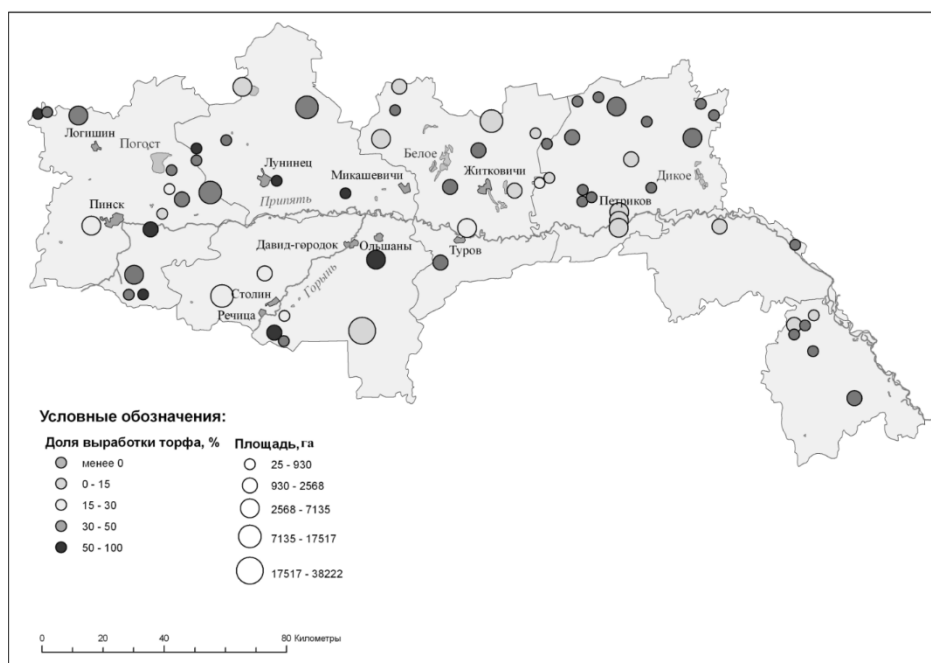 Логишин
Погост
Лунинец
Микашевичи
Белое
Житковичи
Дикое
Петриков
Пинск
Припять
Давид-городок
Ольшаны
Туров
Горынь
Столин
Речица
Условные обозначения:
Доля выработки торфа, %
менее 0
0 - 15
15 - 30
30 - 50
50 - 100
Площадь, га
25 - 930
930 - 2568
2568 - 7135
7135 - 17517
17517 - 38222
0 20 40 80 Километры